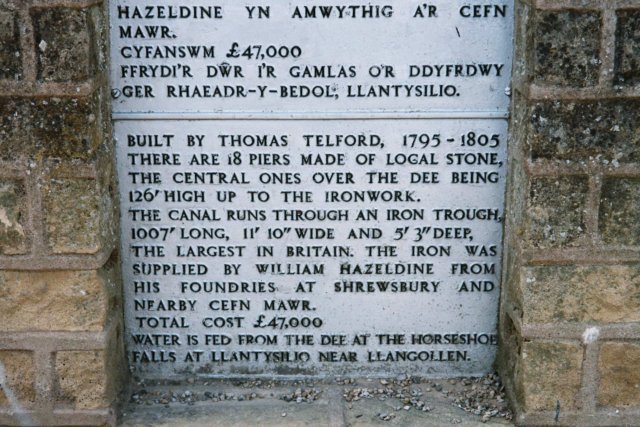 HAZELDINE YN AMWYTHIG A'R CEFN
MAWR.
CYFANSWM £47,000
FFRYDI'R DŴR I'R GAMLAS O'R DDYFRDWY
GER RHAEADR-Y-BEDOL, LLANTYSILIO.
BUILT BY THOMAS TELFORD, 1795-1805
THERE ARE 18 PIERS MADE OF LOCAL STONE,
THE CENTRAL ONES OVER THE DEE BEING
126' HIGH UP TO THE IRONWORK.
THE CANAL RUNS THROUGH AN IRON TROUGH,
1007' LONG, 11' 10" WIDE AND 5' 3" DEEP,
THE LARGEST IN BRITAIN. THE IRON WAS
SUPPLIED BY WILLIAM HAZELDINE FROM
HIS FOUNDRIES AT SHREWSBURY AND
NEARBY CEFN MAWR.
TOTAL COST £47,000
WATER IS FED FROM THE DEE AT THE HORSESHOE
FALLS AT LLANTYSILIO NEAR LLANGOLLEN.